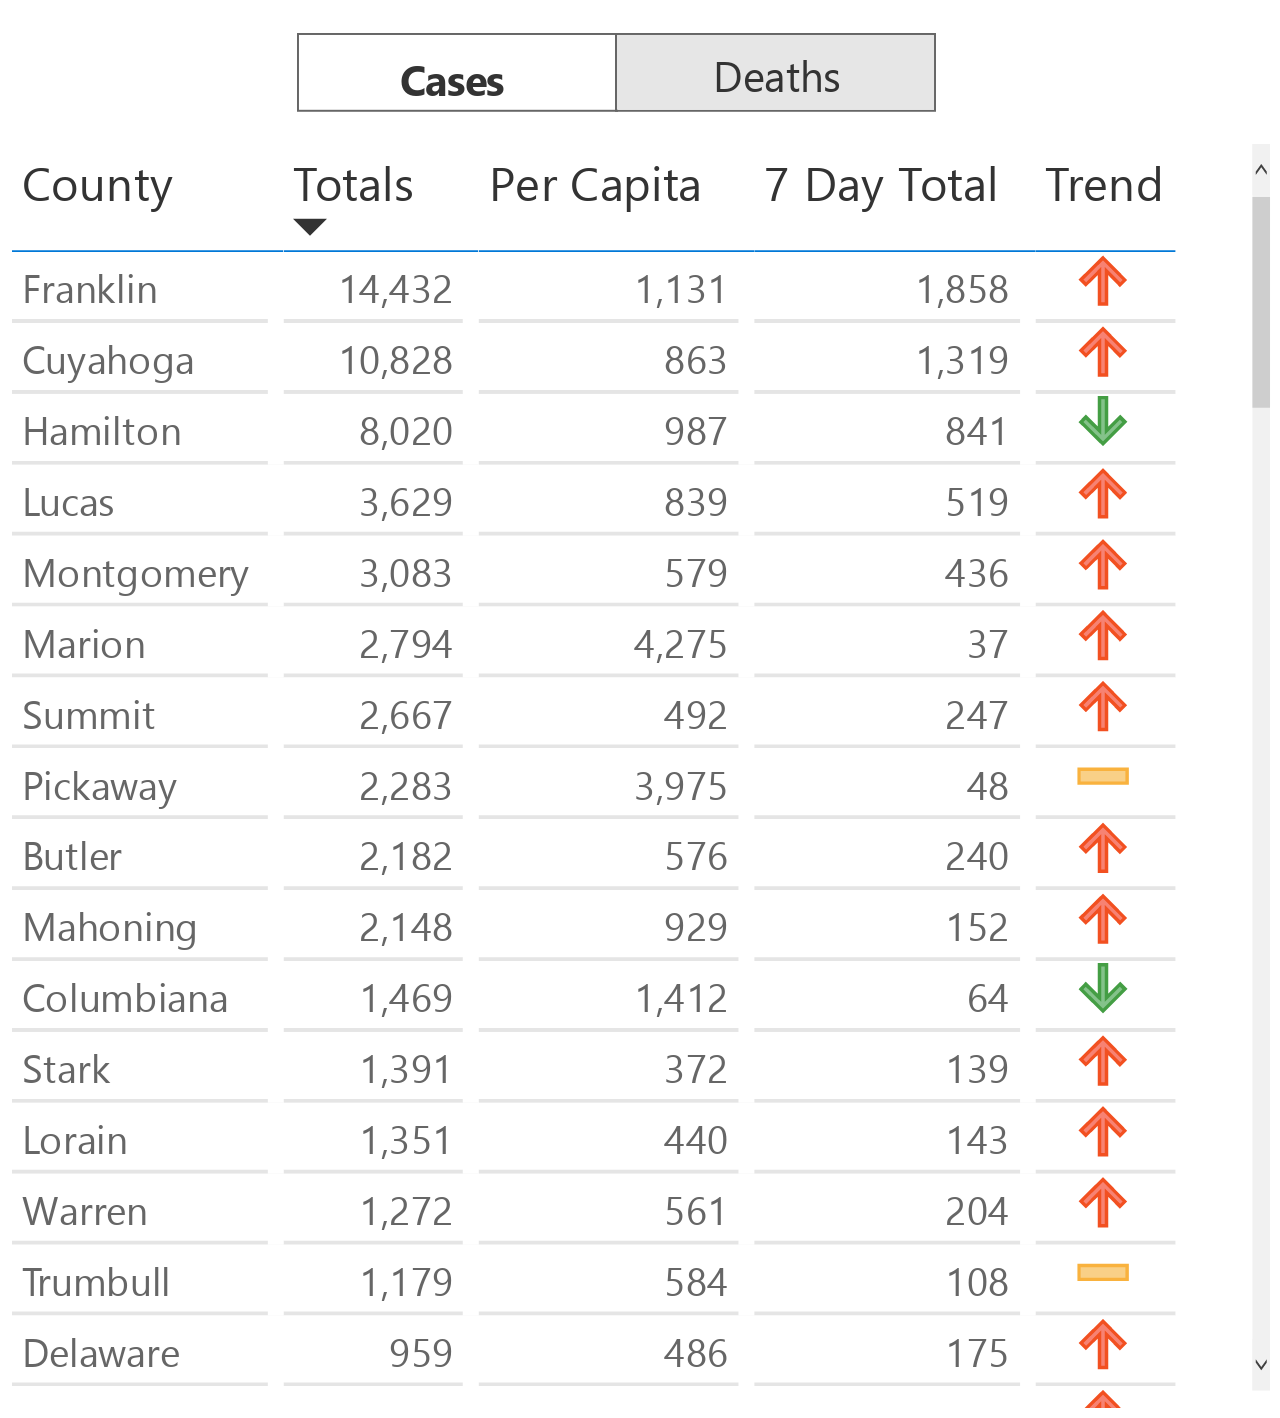 Cases Deaths
County Totals Per Capita 7 Day Total Trend
Franklin 14,432 1,131 1,858
Cuyahoga 10,828 863 1,319
Hamilton 8,020 987 841
Lucas 3,629 839 519
Montgomery 3,083 579 436
Marion 2,794 4,275 37
Summit 2,667 492 247
Pickaway 2,283 3,975 48
Butler 2,182 576 240
Mahoning 2,148 929 152
Columbiana 1,469 1,412 64
Stark 1,391 372 139
Lorain 1,351 440 143
Warren 1,272 561 204
Trumbull 1,179 584 108
Delaware 959 486 175